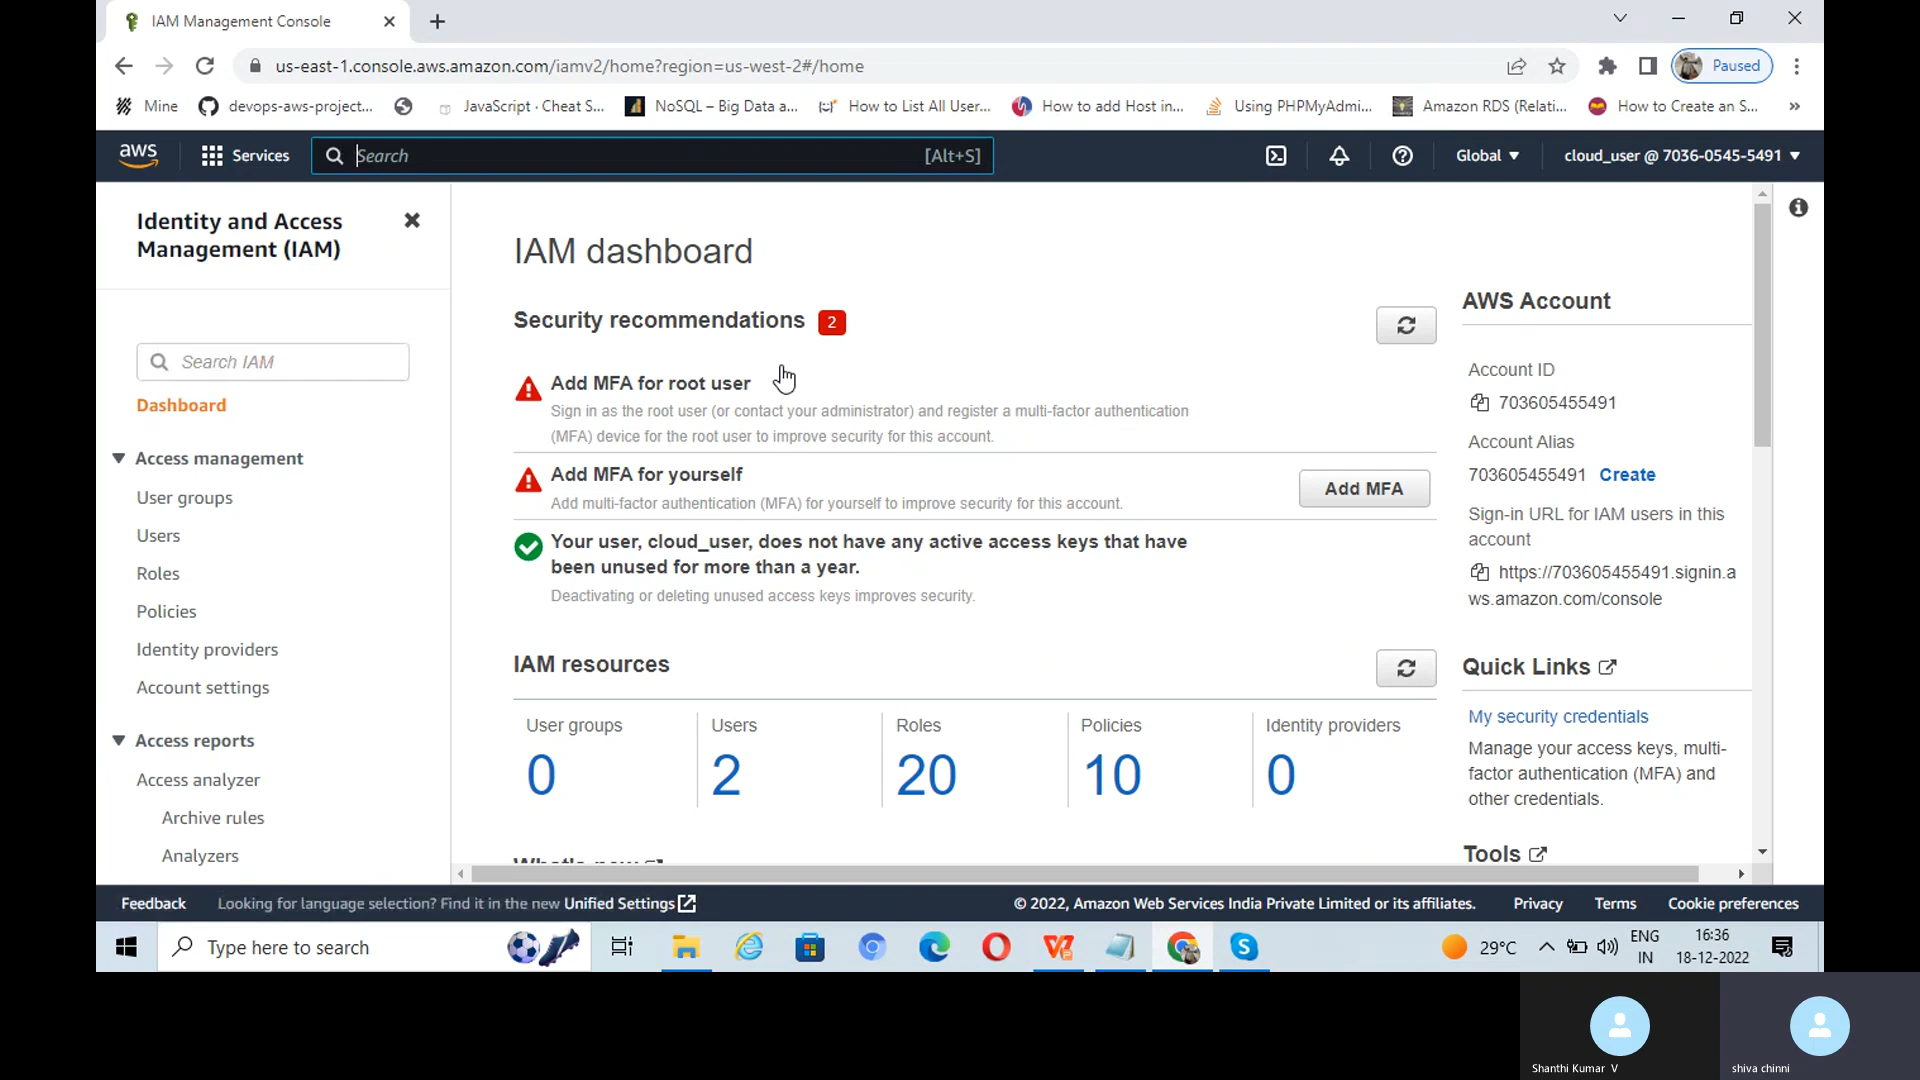 IAM Management Console
us-east-1.console.aws.amazon.com/iamv2/home?region=us-west-2#/home
Paused
Mine
devops-aws-project...
JavaScript · Cheat S...
NoSQL – Big Data a...
How to List All User...
How to add Host in...
Using PHPMyAdmi...
Amazon RDS (Relati...
How to Create an S...
»
aws
Services
Search
[Alt+S]
Global
cloud_user @ 7036-0545-5491
Identity and Access
Management (IAM)
Search IAM
Dashboard
Access management
User groups
Users
Roles
Policies
Identity providers
Account settings
Access reports
Access analyzer
Archive rules
Analyzers
IAM dashboard
Security recommendations 2
Add MFA for root user
Sign in as the root user (or contact your administrator) and register a multi-factor authentication
(MFA) device for the root user to improve security for this account.
Add MFA for yourself
Add multi-factor authentication (MFA) for yourself to improve security for this account.
Add MFA
Your user, cloud_user, does not have any active access keys that have
been unused for more than a year.
Deactivating or deleting unused access keys improves security.
IAM resources
User groups
Users
Roles
Policies
Identity providers
0
2
20
10
0
What's new
AWS Account
Account ID
703605455491
Account Alias
703605455491 Create
Sign-in URL for IAM users in this
account
https://703605455491.signin.a
ws.amazon.com/console
Quick Links
My security credentials
Manage your access keys, multi-
factor authentication (MFA) and
other credentials.
Tools
Feedback
Looking for language selection? Find it in the new Unified Settings
© 2022, Amazon Web Services India Private Limited or its affiliates.
Privacy
Terms
Cookie preferences
Type here to search
29°C
ENG
IN
16:36
18-12-2022
Shanthi Kumar V
shiva chinni